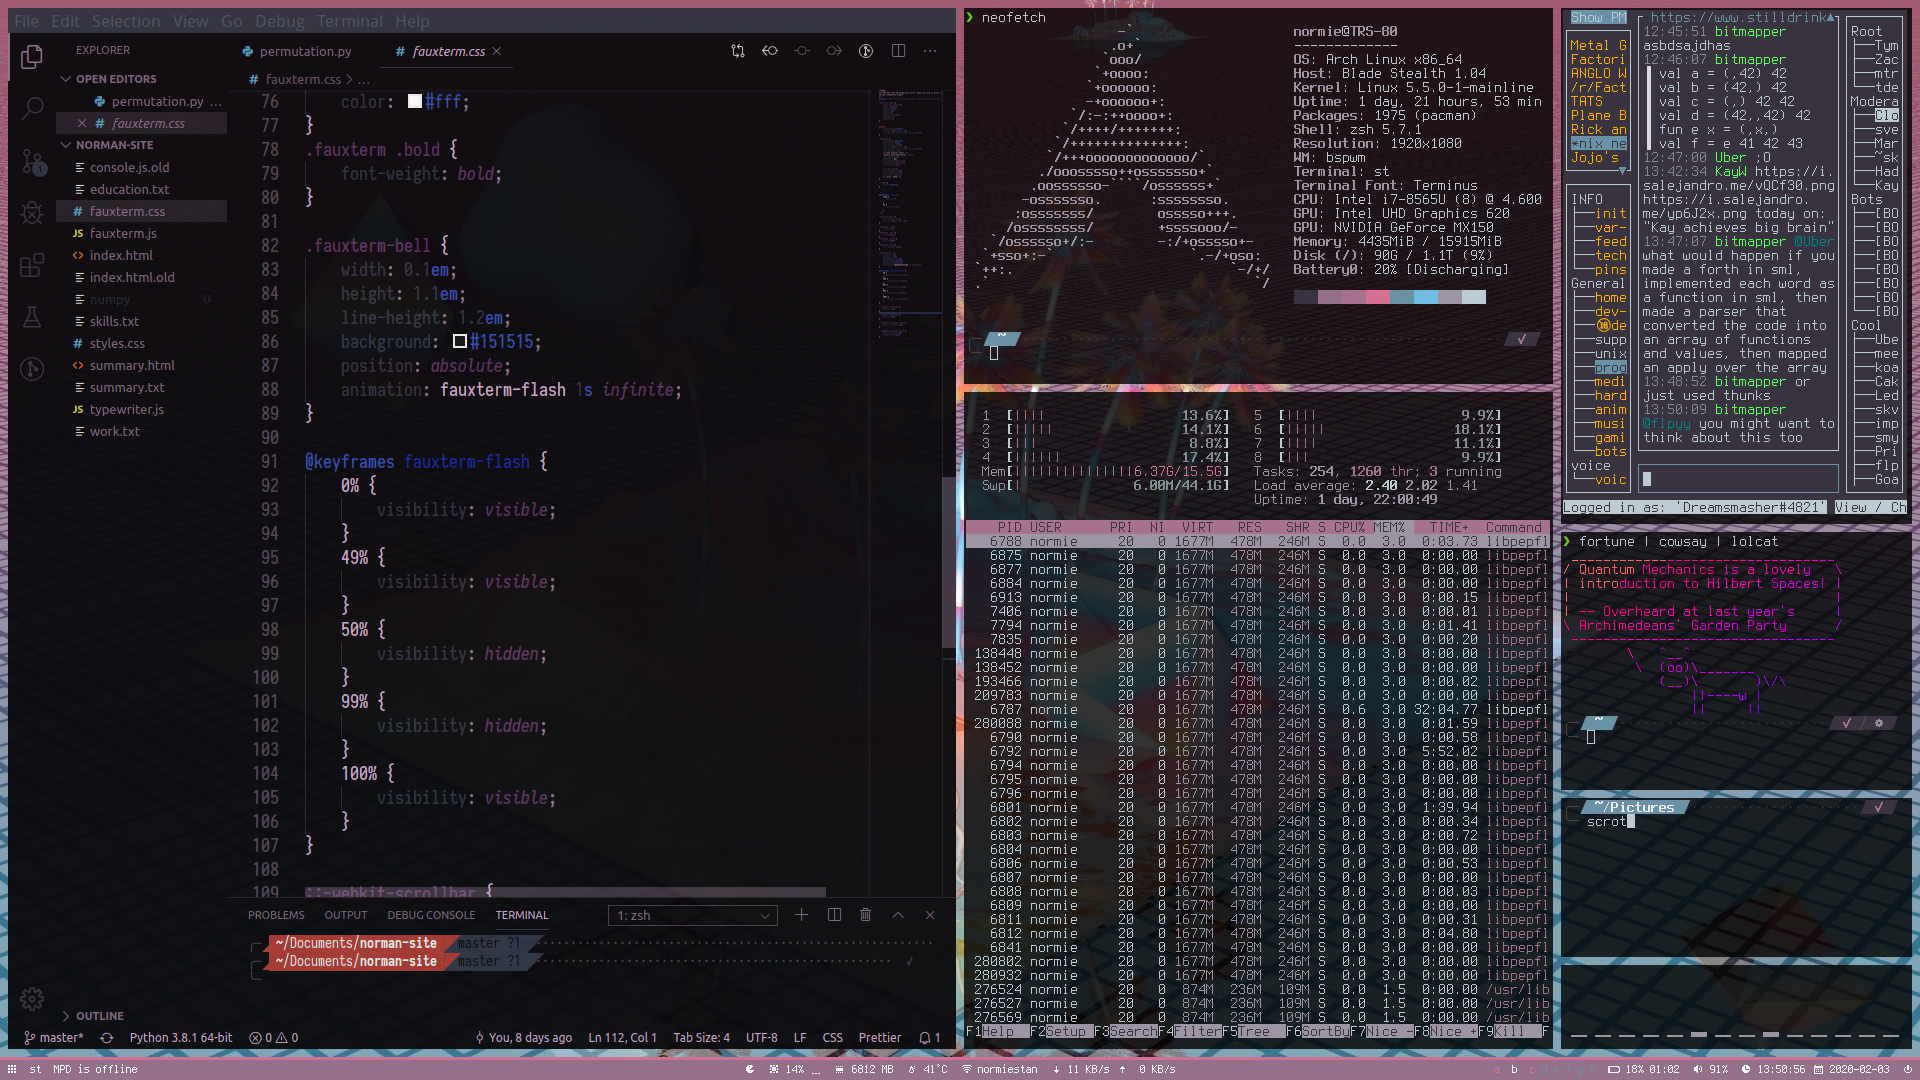 File Edit Selection View Go Debug Terminal Help
EXPLORER
OPEN EDITORS
permutation.py ...
fauxterm.css
NORMAN-SITE
console.js.old
education.txt
fauxterm.css
fauxterm.js
index.html
index.html.old
numpy U
skills.txt
styles.css
summary.html
summary.txt
typewriter.js
work.txt
OUTLINE
permutation.py
fauxterm.css
fauxterm.css > ...
76 color: #fff;
77 }
78 .fauxterm .bold {
79 font-weight: bold;
80 }
81
82 .fauxterm-bell {
83 width: 0.1em;
84 height: 1.1em;
85 line-height: 1.2em;
86 background: #151515;
87 position: absolute;
88 animation: fauxterm-flash 1s infinite;
89 }
90
91 @keyframes fauxterm-flash {
92 0% {
93 visibility: visible;
94 }
95 49% {
96 visibility: visible;
97 }
98 50% {
99 visibility: hidden;
100 }
101 99% {
102 visibility: hidden;
103 }
104 100% {
105 visibility: visible;
106 }
107 }
108
109 ::-webkit-scrollbar {
PROBLEMS OUTPUT DEBUG CONSOLE TERMINAL 1: zsh
~/Documents/norman-site master ?1
~/Documents/norman-site master ?1
master* Python 3.8.1 64-bit 0 0 You, 8 days ago Ln 112, Col 1 Tab Size: 4 UTF-8 LF CSS Prettier 1
❯ neofetch
normie@TRS-80
-------------
OS: Arch Linux x86_64
Host: Blade Stealth 1.04
Kernel: Linux 5.5.0-1-mainline
Uptime: 1 day, 21 hours, 53 min
Packages: 1975 (pacman)
Shell: zsh 5.7.1
Resolution: 1920x1080
WM: bspwm
Terminal: st
Terminal Font: Terminus
CPU: Intel i7-8565U (8) @ 4.600
GPU: Intel UHD Graphics 620
GPU: NVIDIA GeForce MX150
Memory: 4435MiB / 15915MiB
Disk (/): 90G / 1.1T (9%)
Battery0: 20% [Discharging]
~
1 [|||| 13.6%] 5 [|||| 9.9%]
2 [||||| 14.1%] 6 [||||| 18.1%]
3 [||| 8.8%] 7 [|||| 11.1%]
4 [|||||| 17.4%] 8 [||| 9.9%]
Mem[|||||||||||||||6.37G/15.5G] Tasks: 254, 1260 thr; 3 running
Swp[| 6.00M/44.1G] Load average: 2.40 2.02 1.41
Uptime: 1 day, 22:00:49
PID USER PRI NI VIRT RES SHR S CPU% MEM% TIME+ Command
6788 normie 20 0 1677M 478M 246M S 0.0 3.0 0:03.73 libpepfl
6875 normie 20 0 1677M 478M 246M S 0.0 3.0 0:00.00 libpepfl
6877 normie 20 0 1677M 478M 246M S 0.0 3.0 0:00.00 libpepfl
6884 normie 20 0 1677M 478M 246M S 0.0 3.0 0:00.00 libpepfl
6913 normie 20 0 1677M 478M 246M S 0.0 3.0 0:00.15 libpepfl
7406 normie 20 0 1677M 478M 246M S 0.0 3.0 0:00.01 libpepfl
7794 normie 20 0 1677M 478M 246M S 0.0 3.0 0:01.41 libpepfl
7835 normie 20 0 1677M 478M 246M S 0.0 3.0 0:00.20 libpepfl
138448 normie 20 0 1677M 478M 246M S 0.0 3.0 0:00.00 libpepfl
138452 normie 20 0 1677M 478M 246M S 0.0 3.0 0:00.00 libpepfl
193466 normie 20 0 1677M 478M 246M S 0.0 3.0 0:00.02 libpepfl
209783 normie 20 0 1677M 478M 246M S 0.0 3.0 0:00.00 libpepfl
6787 normie 20 0 1677M 478M 246M S 0.6 3.0 32:04.77 libpepfl
280088 normie 20 0 1677M 478M 246M S 0.0 3.0 0:01.59 libpepfl
6790 normie 20 0 1677M 478M 246M S 0.0 3.0 0:00.58 libpepfl
6792 normie 20 0 1677M 478M 246M S 0.0 3.0 5:52.02 libpepfl
6794 normie 20 0 1677M 478M 246M S 0.0 3.0 0:00.00 libpepfl
6795 normie 20 0 1677M 478M 246M S 0.0 3.0 0:00.00 libpepfl
6796 normie 20 0 1677M 478M 246M S 0.0 3.0 0:00.00 libpepfl
6801 normie 20 0 1677M 478M 246M S 0.0 3.0 1:39.94 libpepfl
6802 normie 20 0 1677M 478M 246M S 0.0 3.0 0:00.34 libpepfl
6803 normie 20 0 1677M 478M 246M S 0.0 3.0 0:00.72 libpepfl
6804 normie 20 0 1677M 478M 246M S 0.0 3.0 0:00.00 libpepfl
6806 normie 20 0 1677M 478M 246M S 0.0 3.0 0:00.53 libpepfl
6807 normie 20 0 1677M 478M 246M S 0.0 3.0 0:00.00 libpepfl
6808 normie 20 0 1677M 478M 246M S 0.0 3.0 0:00.03 libpepfl
6809 normie 20 0 1677M 478M 246M S 0.0 3.0 0:00.00 libpepfl
6811 normie 20 0 1677M 478M 246M S 0.0 3.0 0:00.31 libpepfl
6812 normie 20 0 1677M 478M 246M S 0.0 3.0 0:04.80 libpepfl
6841 normie 20 0 1677M 478M 246M S 0.0 3.0 0:00.00 libpepfl
280802 normie 20 0 1677M 478M 246M S 0.0 3.0 0:00.00 libpepfl
280932 normie 20 0 1677M 478M 246M S 0.0 3.0 0:00.00 libpepfl
276524 normie 20 0 874M 236M 109M S 0.0 1.5 0:00.00 /usr/lib
276527 normie 20 0 874M 236M 109M S 0.0 1.5 0:00.00 /usr/lib
276569 normie 20 0 874M 236M 109M S 0.0 1.5 0:00.00 /usr/lib
F1Help F2Setup F3SearchF4FilterF5Tree F6SortByF7Nice -F8Nice +F9Kill F
Show PM
Metal G
Factori
ANGLO W
/r/Fact
TATS
Plane B
Rick an
*nix ne
Jojo's
INFO
init
var-
feed
tech
pins
General
home
dev-
de
supp
unix
prog
medi
hard
anim
musi
gami
bots
voice
voic
https://www.stilldrink
12:45:51 bitmapper
asbdsajdhas
12:46:07 bitmapper
val a = (,42) 42
val b = (42,) 42
val c = (,) 42 42
val d = (42,,42) 42
fun e x = (,x,)
val f = e 41 42 43
12:47:00 Uber ;O
13:42:34 KayW https://i.
salejandro.me/vQCf30.png
https://i.salejandro.
me/yp6J2x.png today on:
"Kay achieves big brain"
13:47:07 bitmapper @Uber
what would happen if you
made a forth in sml,
implemented each word as
a function in sml, then
made a parser that
converted the code into
an array of functions
and values, then mapped
an apply over the array
13:48:52 bitmapper or
just used thunks
13:50:09 bitmapper
@flpyy you might want to
think about this too
Root
Tym
Zac
mtr
tde
Modera
Clo
sve
Mar
~sk
Had
Kay
Bots
[BO
[BO
[BO
[BO
[BO
[BO
[BO
[BO
Cool
Ube
mee
koa
Cak
Led
skv
imp
smy
Pri
flp
Goa
Logged in as: 'Dreamsmasher#4821' View / Ch
❯ fortune | cowsay | lolcat
/ Quantum Mechanics is a lovely \
| introduction to Hilbert Spaces! |
| |
| -- Overheard at last year's |
\ Archimedeans' Garden Party /
\ ^__^
\ (oo)\_______
(__)\ )\/\
||----w |
|| ||
~
~/Pictures
scrot
st MPD is offline 14% 6812 MB 41°C normiestan ↓ 11 KB/s ↑ 0 KB/s a b c d e f g h 18% 01:02 91% 13:50:56 2020-02-03